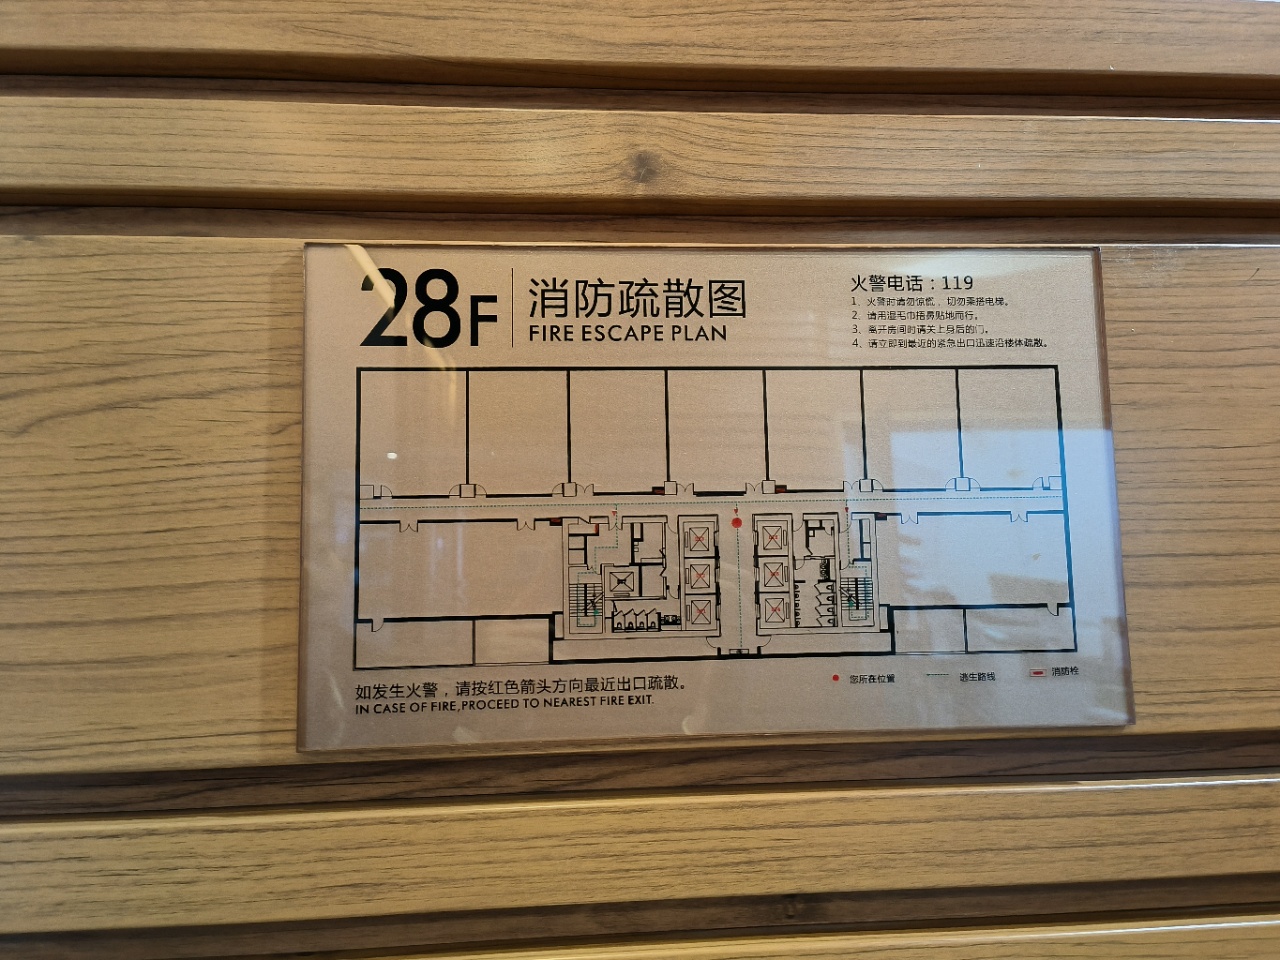 28F
消防疏散图
FIRE ESCAPE PLAN
火警电话：119
1、火警时请勿惊慌、切勿乘搭电梯。
2、请用湿毛巾捂鼻贴地而行。
3、离开房间时请关上身后的门。
4、请立即到最近的紧急出口迅速沿楼体疏散。
如发生火警，请按红色箭头方向最近出口疏散。
IN CASE OF FIRE,PROCEED TO NEAREST FIRE EXIT.
您所在位置
逃生路线
消防栓